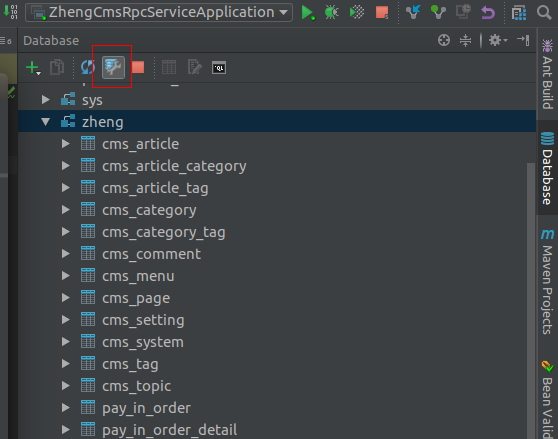 ZhengCmsRpcServiceApplication
Database
sys
zheng
cms_article
cms_article_category
cms_article_tag
cms_category
cms_category_tag
cms_comment
cms_menu
cms_page
cms_setting
cms_system
cms_tag
cms_topic
pay_in_order
pay_in_order_detail
Ant Build
Database
Maven Projects
Bean Valid